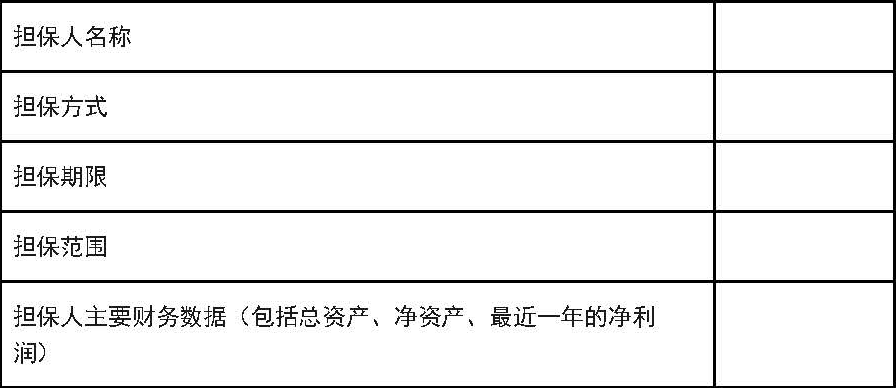 担保人名称
担保方式
担保期限
担保范围
担保人主要财务数据（包括总资产、净资产、最近一年的净利
润）